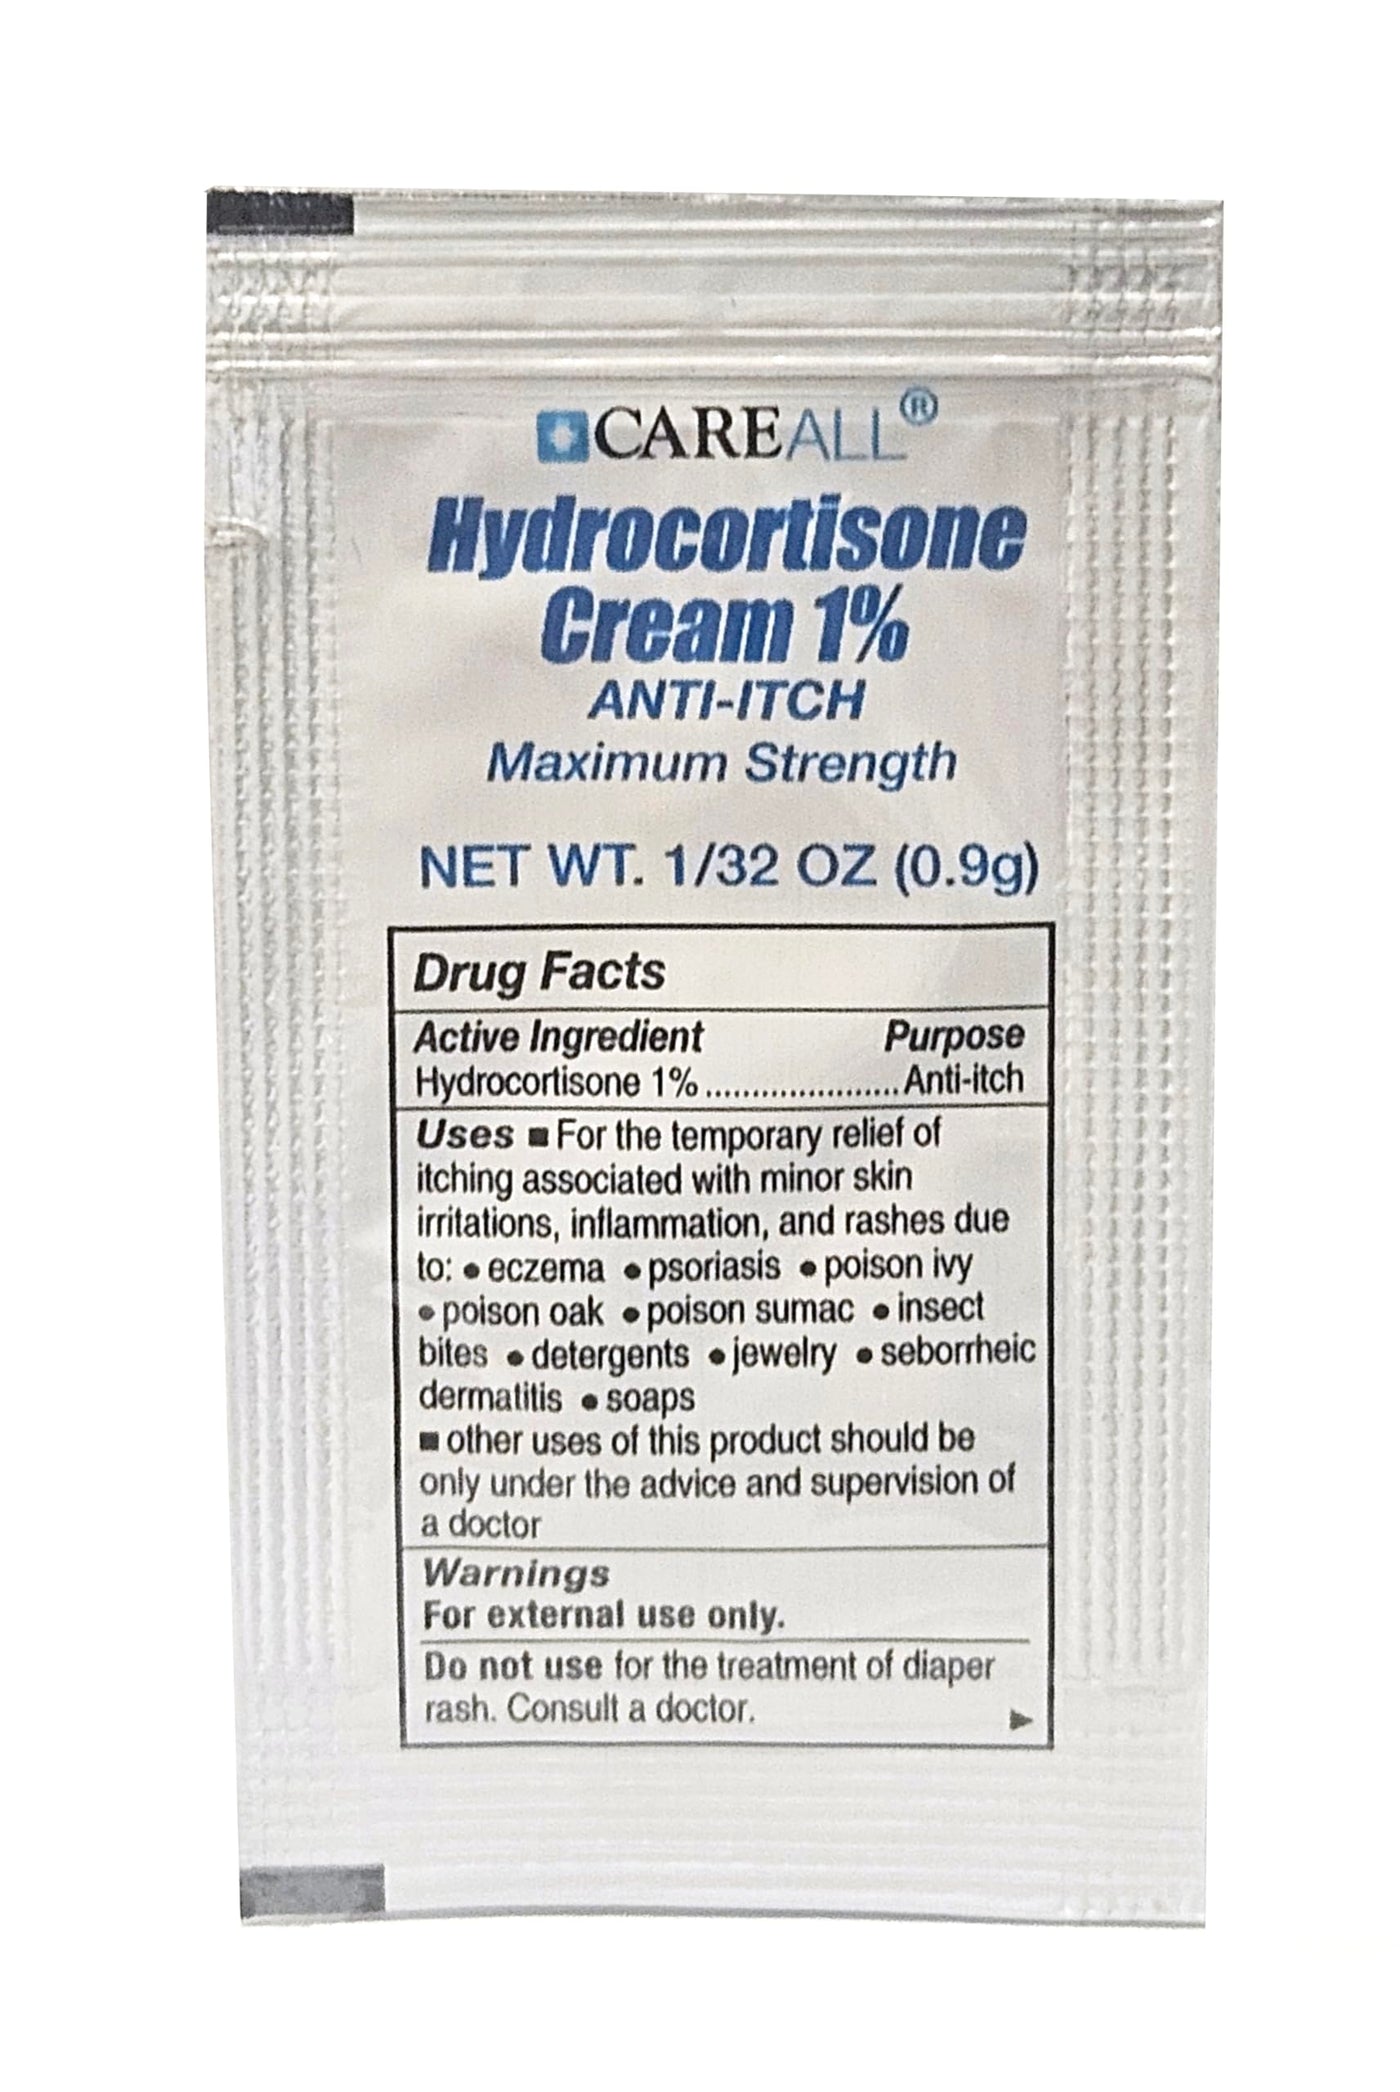 CAREALL®
Hydrocortisone
Cream 1%
ANTI-ITCH
Maximum Strength
NET WT. 1/32 OZ (0.9g)
Drug Facts
Active Ingredient Purpose
Hydrocortisone 1%.....................Anti-itch
Uses ■ For the temporary relief of
itching associated with minor skin
irritations, inflammation, and rashes due
to: ● eczema ● psoriasis ● poison ivy
● poison oak ● poison sumac ● insect
bites ● detergents ● jewelry ● seborrheic
dermatitis ● soaps
■ other uses of this product should be
only under the advice and supervision of
a doctor
Warnings
For external use only.
Do not use for the treatment of diaper
rash. Consult a doctor. ►